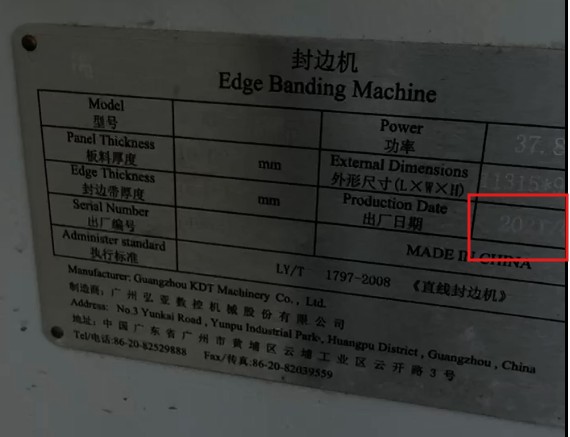 封边机
Edge Banding Machine
Model
型号
Power
功率
37.8
Panel Thickness
板料厚度
mm
External Dimensions
外形尺寸(L×W×H)
Edge Thickness
封边带厚度
mm
Production Date
出厂日期
Serial Number
出厂编号
MADE IN CHINA
Administer standard
执行标准
LY/T 1797-2008 《直线封边机》
Manufacturer: Guangzhou KDT Machinery Co. , Ltd.
制造商: 广州弘亚数控机械股份有限公司
Address: No.3 Yunkai Road , Yunpu Industrial Park, Huangpu District , Guangzhou , China
地址: 中国广东省广州市黄埔区云埔工业区云开路3号
Tel/电话:86-20-82529888 Fax/传真:86-20-82039559